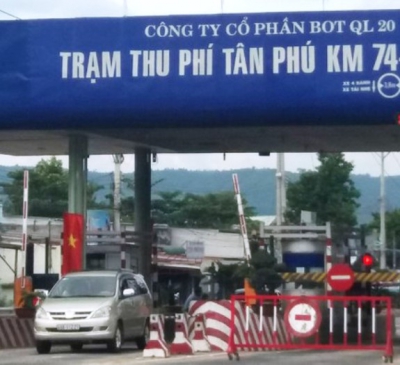 CÔNG TY CỔ PHẦN BOT QL 20
TRẠM THU PHÍ TÂN PHÚ KM 74